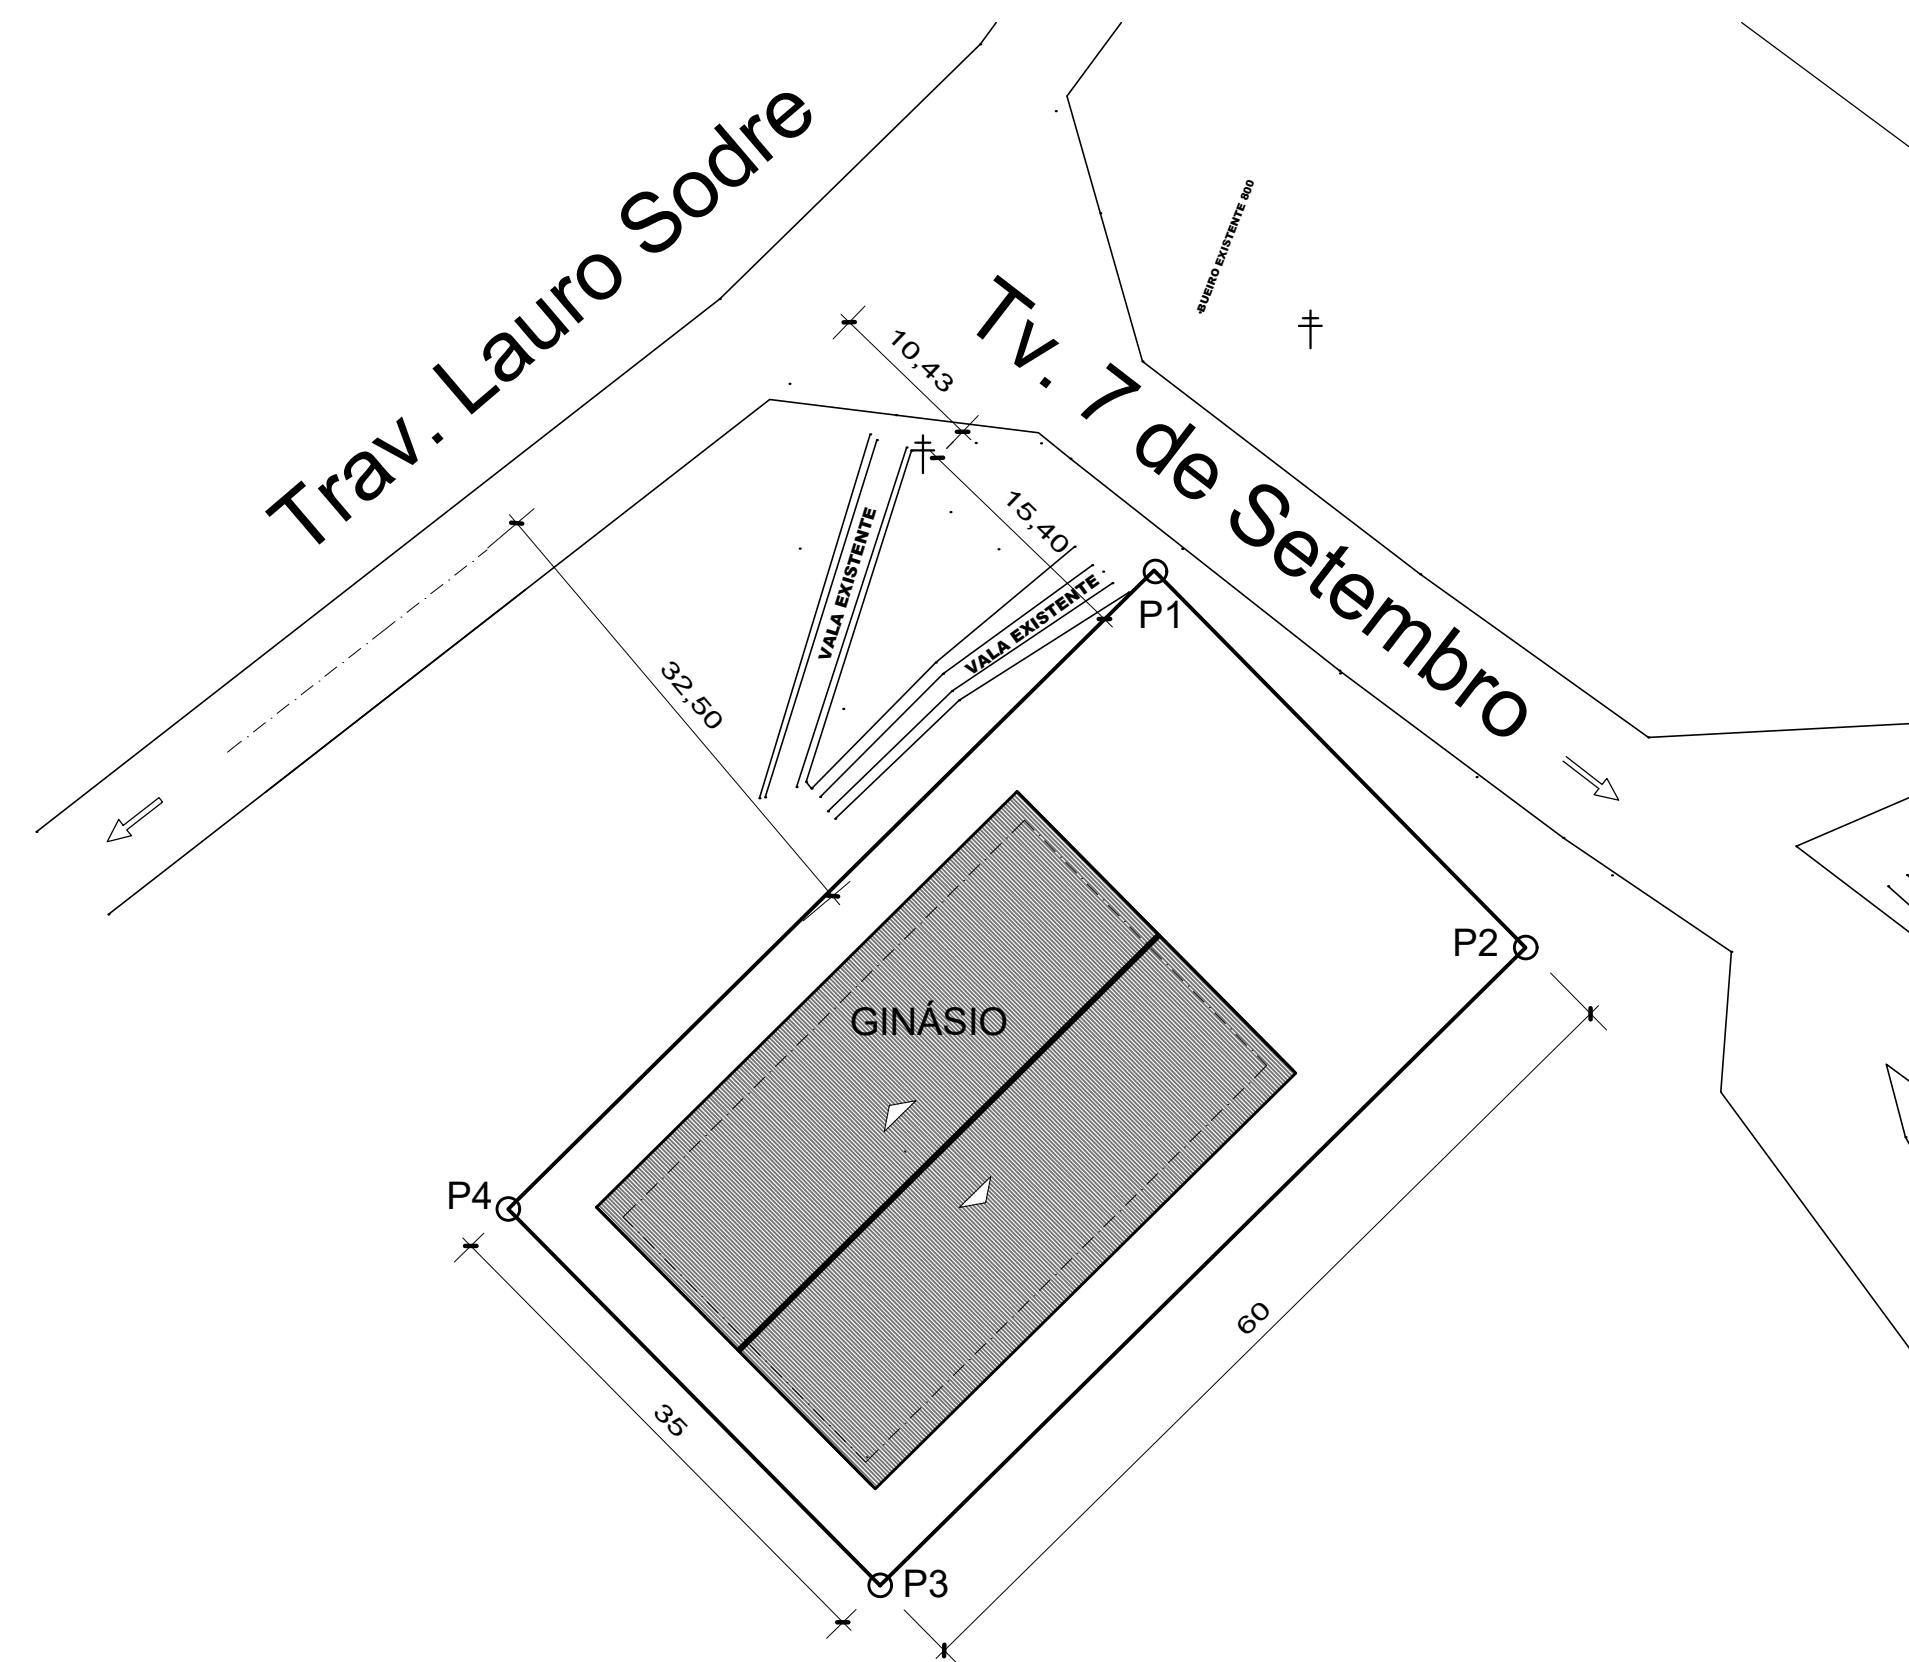 Trav. Lauro Sodre
BUEIRO EXISTENTE 800
Tv. 7 de Setembro
10,43
15,40
VALA EXISTENTE
VALA EXISTENTE
P1
32,50
P2
GINÁSIO
P4
60
35
P3